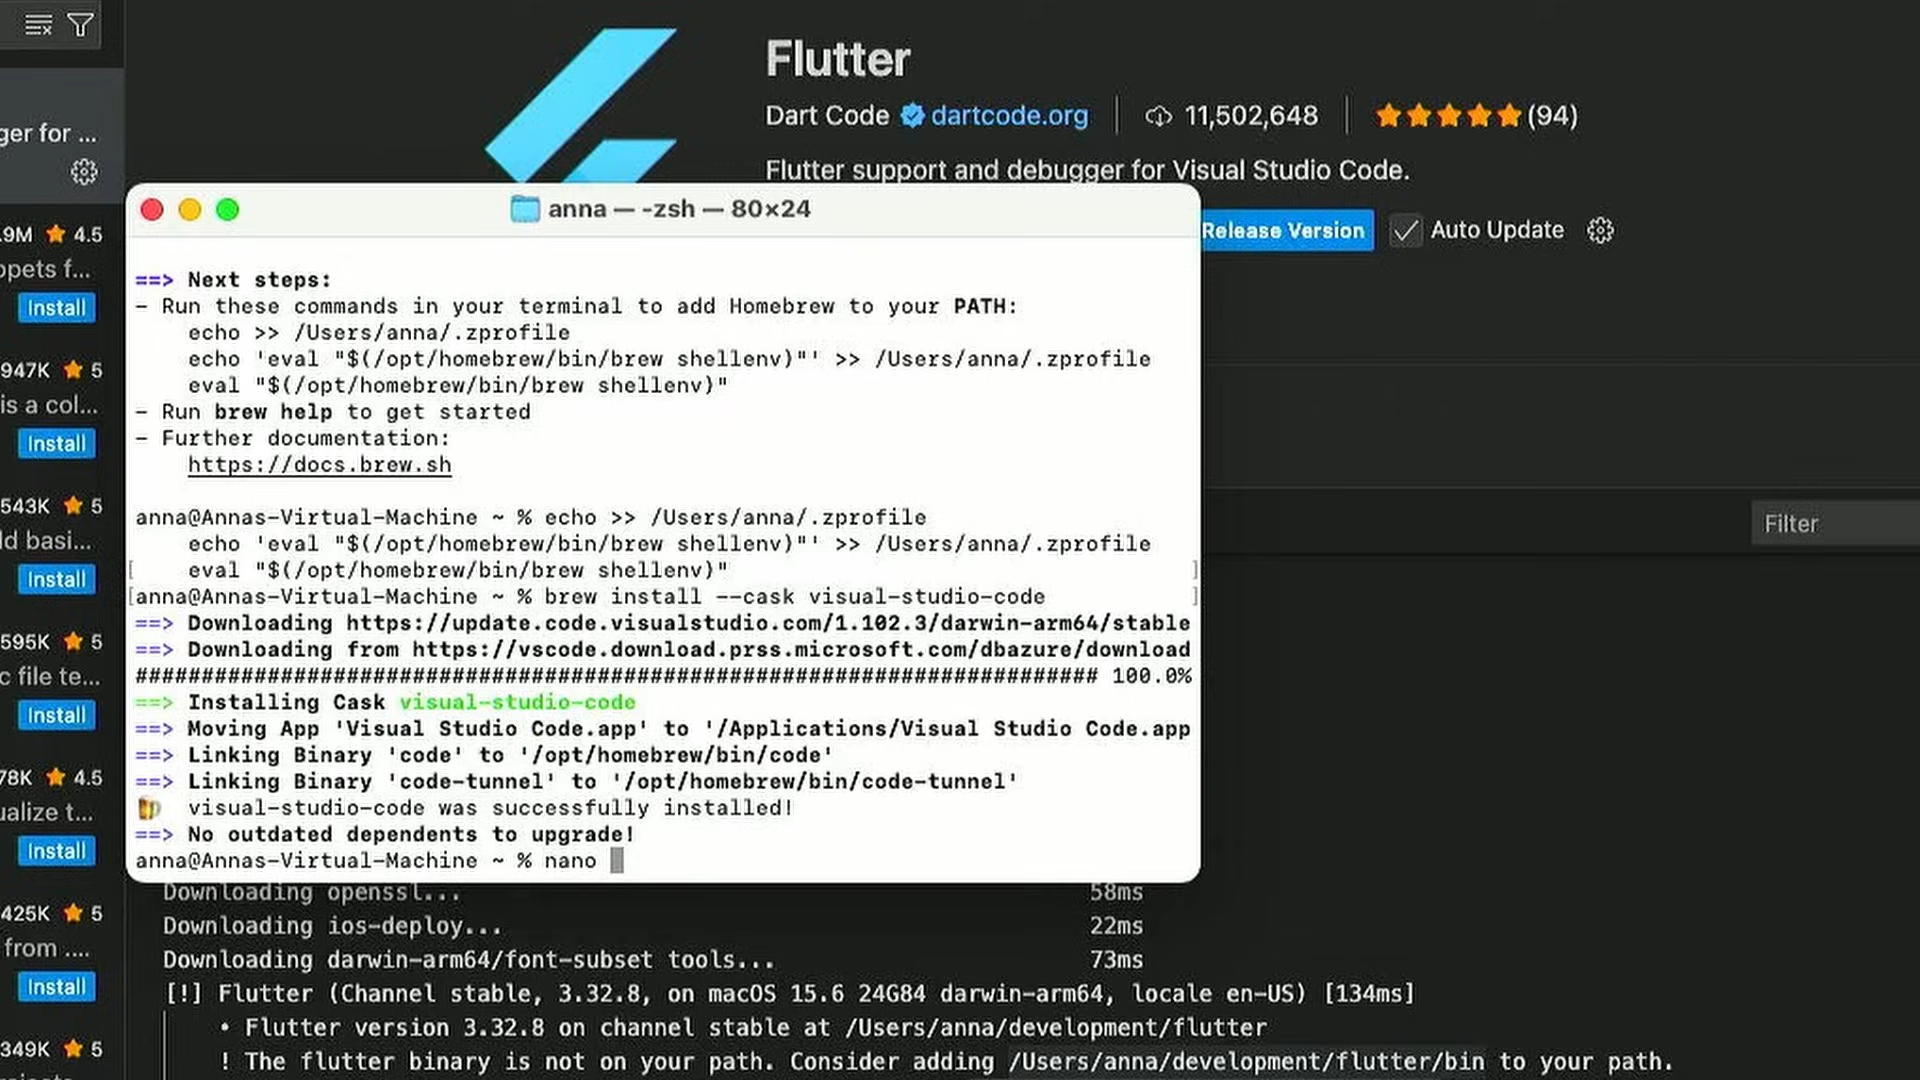 Flutter
Dart Code dartcode.org 11,502,648 (94)
Flutter support and debugger for Visual Studio Code.
Release Version Auto Update
Filter
ger for ...
.9M 4.5
ppets f...
Install
947K 5
is a col...
Install
543K 5
ld basi...
Install
595K 5
c file te...
Install
78K 4.5
ualize t...
Install
425K 5
from ....
Install
349K 5
anna — -zsh — 80×24
==> Next steps:
- Run these commands in your terminal to add Homebrew to your PATH:
echo >> /Users/anna/.zprofile
echo 'eval "$(/opt/homebrew/bin/brew shellenv)"' >> /Users/anna/.zprofile
eval "$(/opt/homebrew/bin/brew shellenv)"
- Run brew help to get started
- Further documentation:
https://docs.brew.sh
anna@Annas-Virtual-Machine ~ % echo >> /Users/anna/.zprofile
echo 'eval "$(/opt/homebrew/bin/brew shellenv)"' >> /Users/anna/.zprofile
[ eval "$(/opt/homebrew/bin/brew shellenv)" ]
[anna@Annas-Virtual-Machine ~ % brew install --cask visual-studio-code ]
==> Downloading https://update.code.visualstudio.com/1.102.3/darwin-arm64/stable
==> Downloading from https://vscode.download.prss.microsoft.com/dbazure/download
######################################################################### 100.0%
==> Installing Cask visual-studio-code
==> Moving App 'Visual Studio Code.app' to '/Applications/Visual Studio Code.app
==> Linking Binary 'code' to '/opt/homebrew/bin/code'
==> Linking Binary 'code-tunnel' to '/opt/homebrew/bin/code-tunnel'
🍺 visual-studio-code was successfully installed!
==> No outdated dependents to upgrade!
anna@Annas-Virtual-Machine ~ % nano
Downloading openssl... 58ms
Downloading ios-deploy... 22ms
Downloading darwin-arm64/font-subset tools... 73ms
[!] Flutter (Channel stable, 3.32.8, on macOS 15.6 24G84 darwin-arm64, locale en-US) [134ms]
• Flutter version 3.32.8 on channel stable at /Users/anna/development/flutter
! The flutter binary is not on your path. Consider adding /Users/anna/development/flutter/bin to your path.